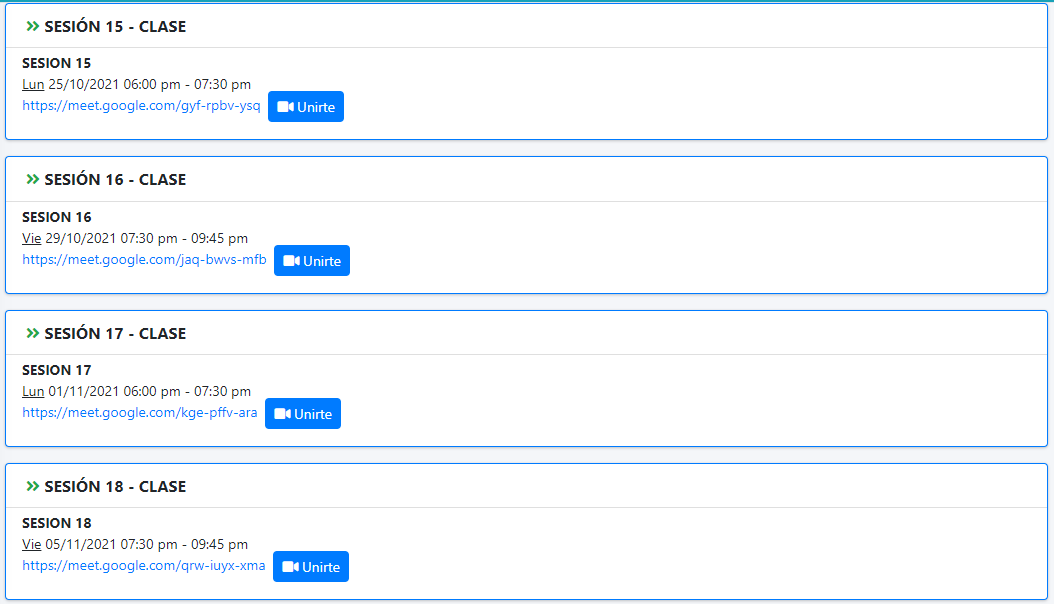 SESIÓN 15 - CLASE
SESION 15
Lun 25/10/2021 06:00 pm - 07:30 pm
https://meet.google.com/gyf-rpbv-ysq Unirte
SESIÓN 16 - CLASE
SESION 16
Vie 29/10/2021 07:30 pm - 09:45 pm
https://meet.google.com/jaq-bwvs-mfb Unirte
SESIÓN 17 - CLASE
SESION 17
Lun 01/11/2021 06:00 pm - 07:30 pm
https://meet.google.com/kge-pffv-ara Unirte
SESIÓN 18 - CLASE
SESION 18
Vie 05/11/2021 07:30 pm - 09:45 pm
https://meet.google.com/qrw-iuyx-xma Unirte